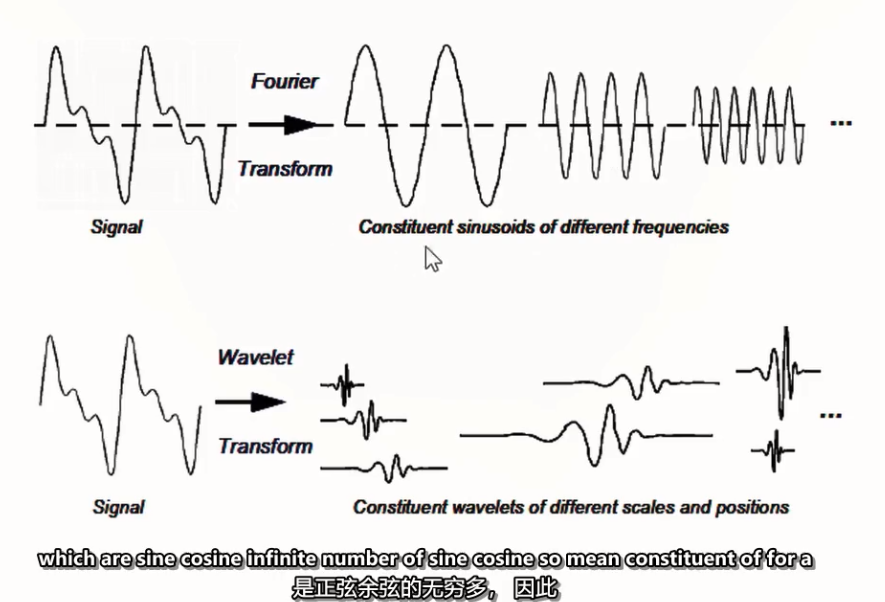 Fourier
Transform
...
Signal
Constituent sinusoids of different frequencies
Wavelet
Transform
...
Signal
Constituent wavelets of different scales and positions
which are sine cosine infinite number of sine cosine so mean constituent of for a
是正弦余弦的无穷多， 因此